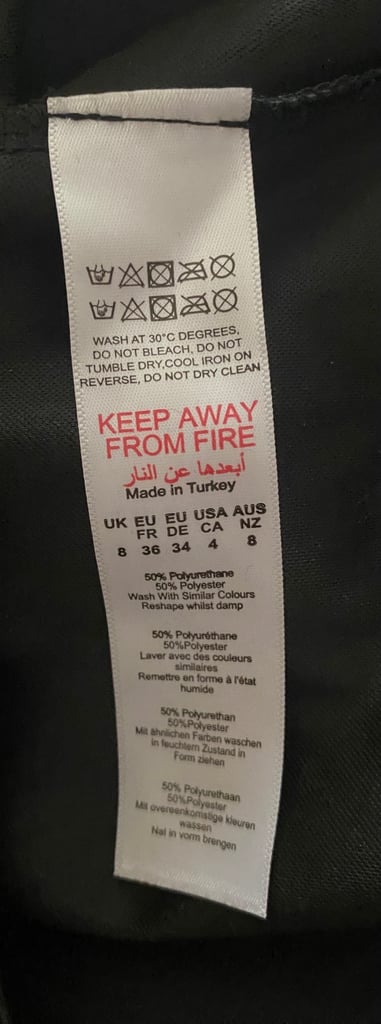 WASH AT 30°C DEGREES,
DO NOT BLEACH, DO NOT
TUMBLE DRY,COOL IRON ON
REVERSE, DO NOT DRY CLEAN
KEEP AWAY
FROM FIRE
أبعدها عن النار
Made in Turkey
UK EU EU USA AUS
FR DE CA NZ
8 36 34 4 8
50% Polyurethane
50% Polyester
Wash With Similar Colours
Reshape whilst damp
50% Polyuréthane
50%Polyester
Laver avec des couleurs
similaires
Remettre en forme à l'état
humide
50% Polyurethan
50%Polyester
Mit ähnlichen Farben waschen
in feuchtem Zustand in
Form ziehen
50% Polyurethaan
50%Polyester
Mit overeenkomstige kleuren
wassen
Nat in vorm brengen